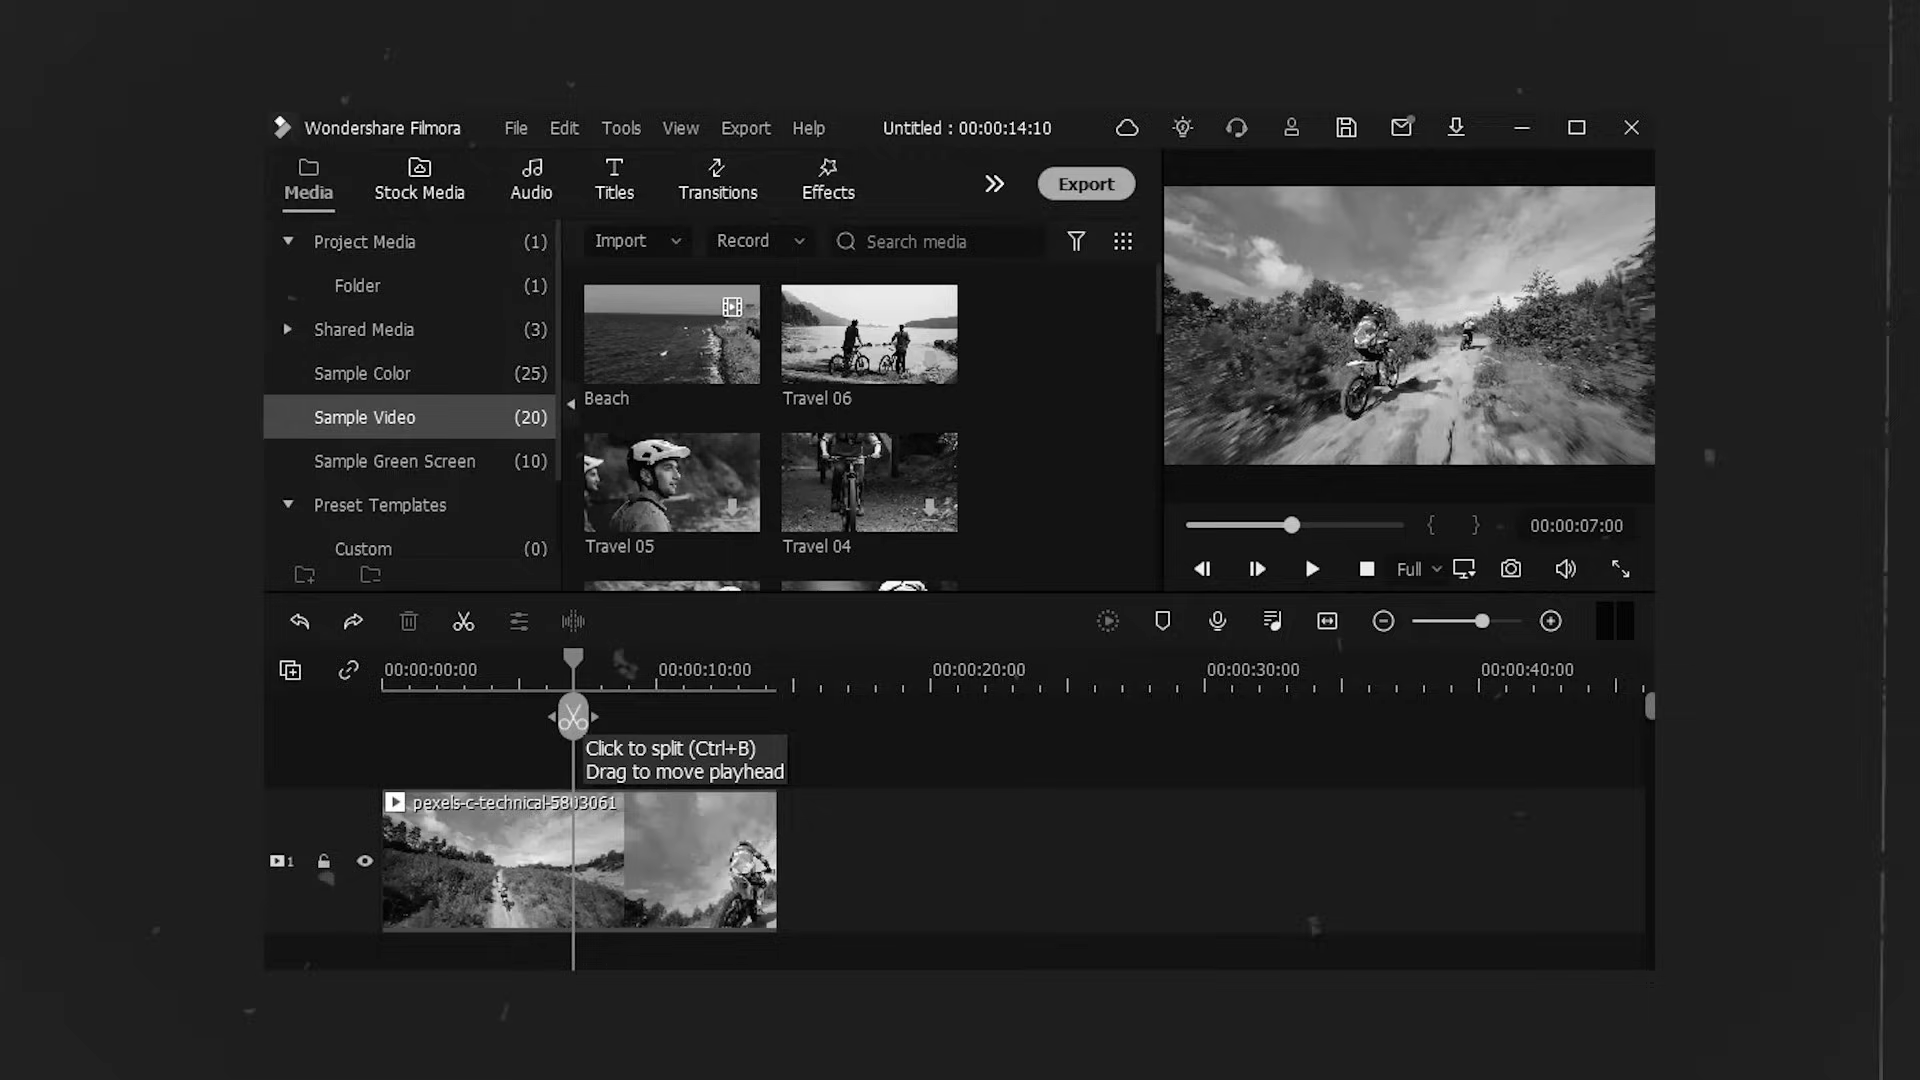 Wondershare Filmora File Edit Tools View Export Help Untitled : 00:00:14:10
Media Stock Media Audio Titles Transitions Effects Export
Project Media (1)
Folder (1)
Shared Media (3)
Sample Color (25)
Sample Video (20)
Sample Green Screen (10)
Preset Templates
Custom (0)
Import Record Search media
Beach Travel 06
Travel 05 Travel 04
00:00:07:00
Full
00:00:00:00 00:00:10:00 00:00:20:00 00:00:30:00 00:00:40:00
Click to split (Ctrl+B)
Drag to move playhead
pexels-c-technical-5803061
1